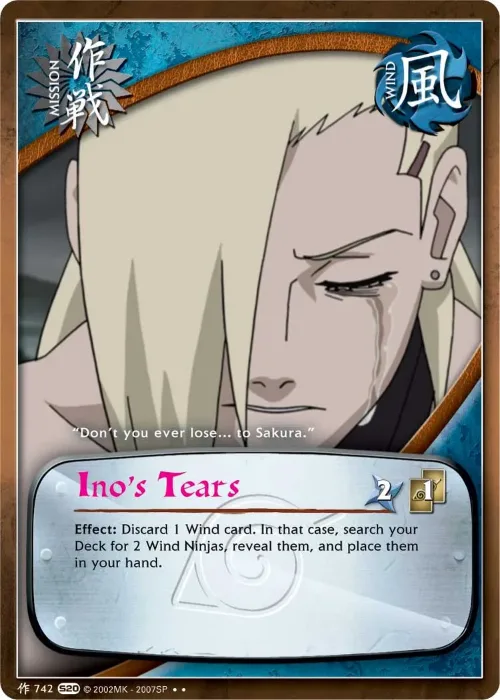 作戦
MISSION
WIND
風
“Don’t you ever lose... to Sakura.”
Ino’s Tears
2
1
Effect: Discard 1 Wind card. In that case, search your
Deck for 2 Wind Ninjas, reveal them, and place them
in your hand.
作 742 S20 © 2002MK - 2007SP